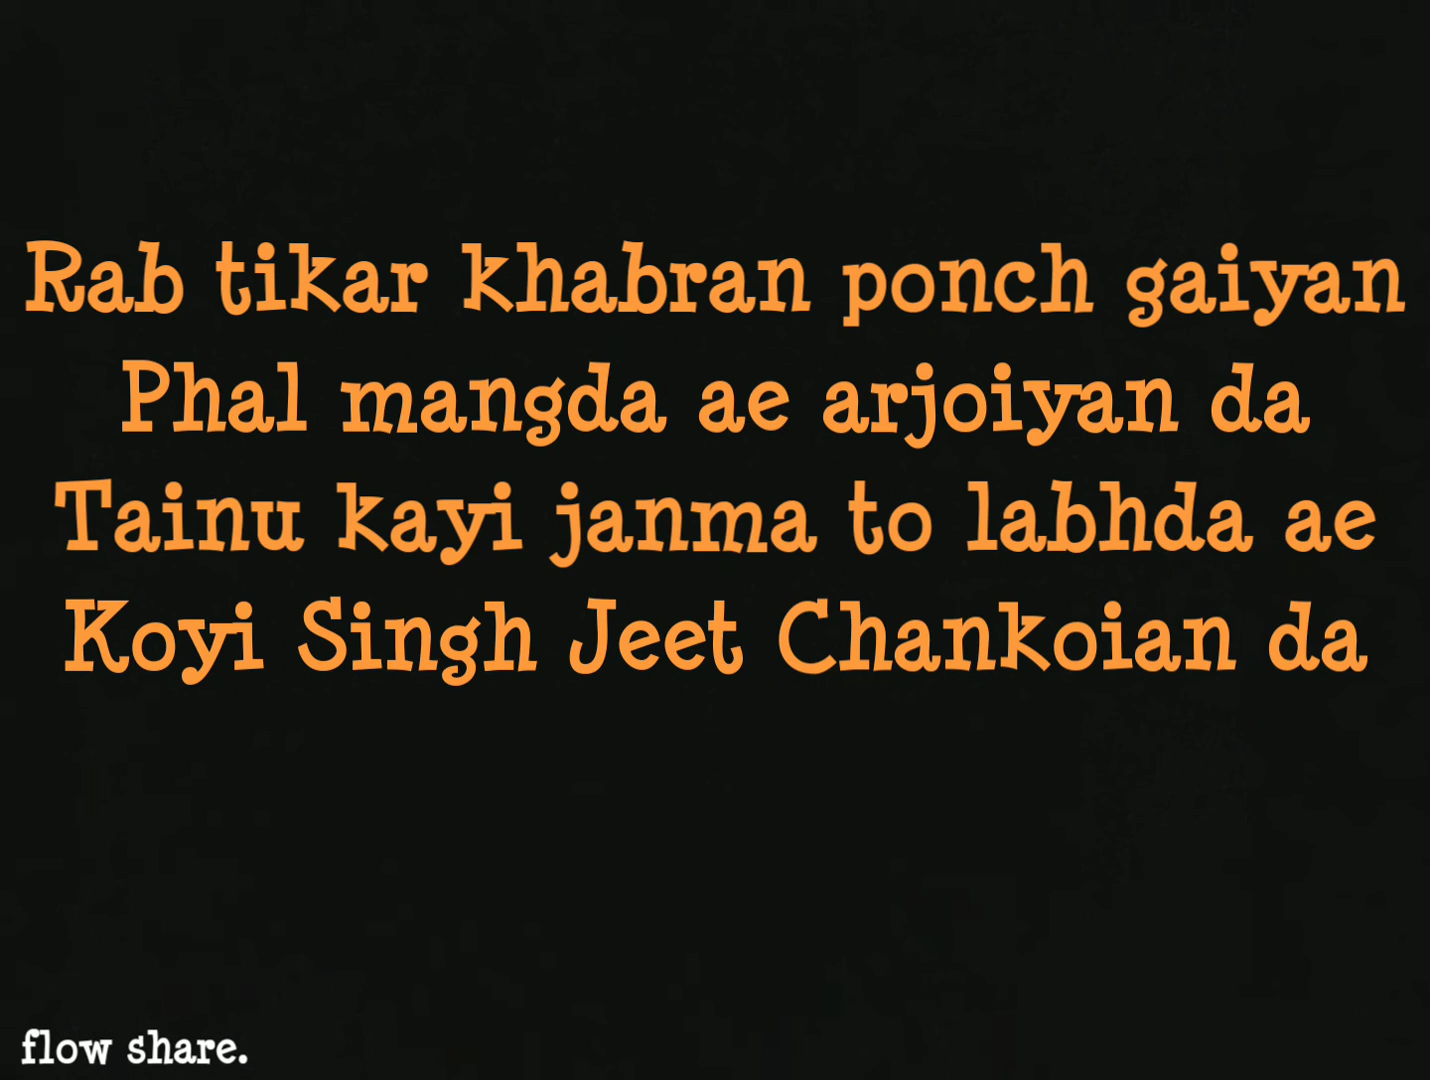 Rab tikar khabran ponch gaiyan
Phal mangda ae arjoiyan da
Tainu kayi janma to labhda ae
Koyi Singh Jeet Chankoian da
flow share.